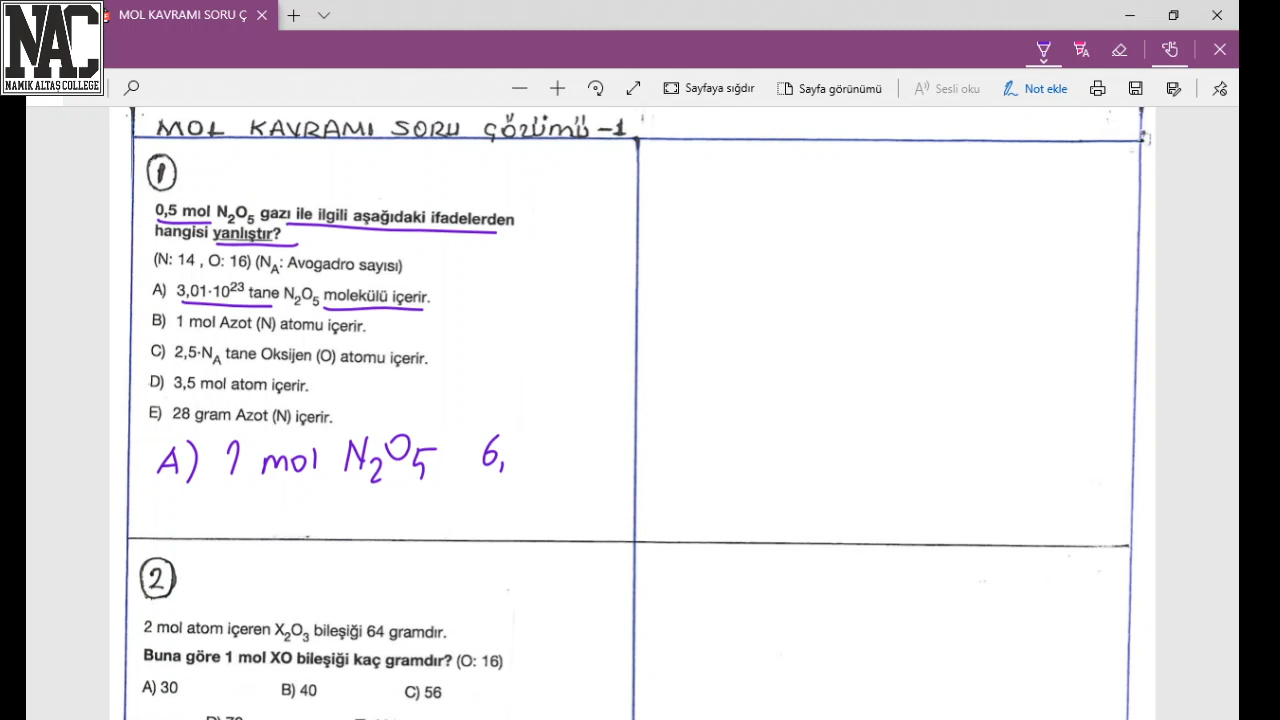 NAC
NAMIK ALTAŞ COLLEGE
MOL KAVRAMI SORU Ç
Sayfaya sığdır
Sayfa görünümü
Sesli oku
Not ekle
MOL KAVRAMI SORU ÇÖZÜMÜ-1
1
0,5 mol N₂O₅ gazı ile ilgili aşağıdaki ifadelerden
hangisi yanlıştır?
(N: 14 , O: 16) (N_A: Avogadro sayısı)
A) 3,01·10²³ tane N₂O₅ molekülü içerir.
B) 1 mol Azot (N) atomu içerir.
C) 2,5·N_A tane Oksijen (O) atomu içerir.
D) 3,5 mol atom içerir.
E) 28 gram Azot (N) içerir.
A) 1 mol N₂O₅ 6,
2
2 mol atom içeren X₂O₃ bileşiği 64 gramdır.
Buna göre 1 mol XO bileşiği kaç gramdır? (O: 16)
A) 30 B) 40 C) 56